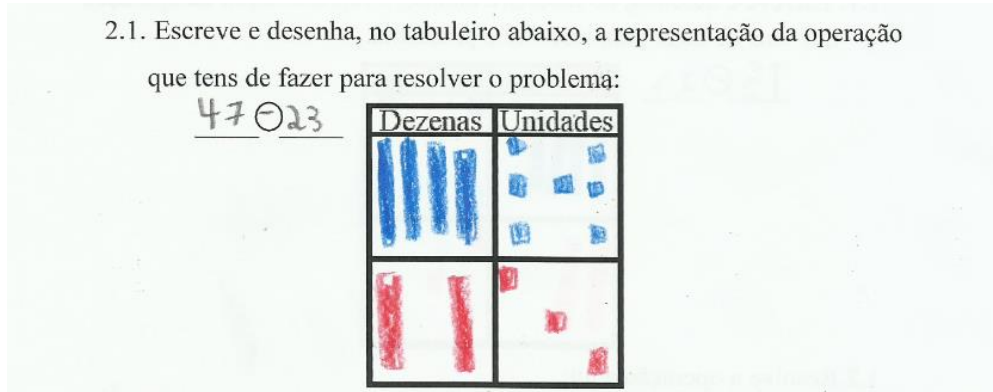 2.1. Escreve e desenha, no tabuleiro abaixo, a representação da operação
que tens de fazer para resolver o problema:
47 - 23
Dezenas Unidades